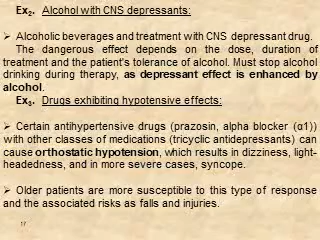 Ex2. Alcohol with CNS depressants:
➢ Alcoholic beverages and treatment with CNS depressant drug.
The dangerous effect depends on the dose, duration of
treatment and the patient's tolerance of alcohol. Must stop alcohol
drinking during therapy, as depressant effect is enhanced by
alcohol.
Ex3. Drugs exhibiting hypotensive effects:
➢ Certain antihypertensive drugs (prazosin, alpha blocker (α1))
with other classes of medications (tricyclic antidepressants) can
cause orthostatic hypotension, which results in dizziness, light-
headedness, and in more severe cases, syncope.
➢ Older patients are more susceptible to this type of response
and the associated risks as falls and injuries.
17